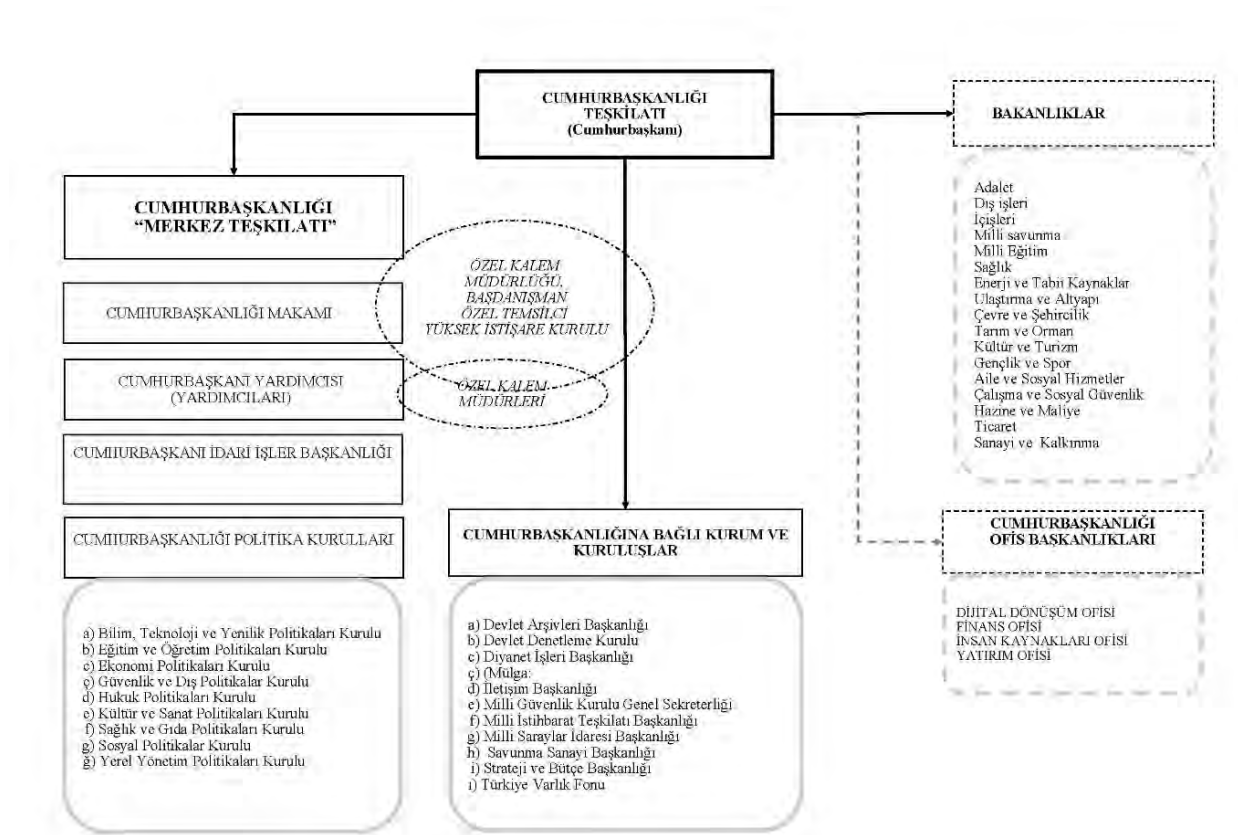 CUMHURBAŞKANLIĞI
TEŞKİLATI
(Cumhurbaşkanı)
BAKANLIKLAR
CUMHURBAŞKANLIĞI
“MERKEZ TEŞKILATI”
CUMHURBAŞKANLIĞI MAKAMI
CUMHURBAŞKANI YARDIMCISI
(YARDIMCILARI)
CUMHURBAŞKANI İDARİ İŞLER BAŞKANLIĞI
CUMHURBAŞKANLIĞI POLİTİKA KURULLARI
a) Bilim, Teknoloji ve Yenilik Politikaları Kurulu
b) Eğitim ve Öğretim Politikaları Kurulu
c) Ekonomi Politikaları Kurulu
ç) Güvenlik ve Dış Politikalar Kurulu
d) Hukuk Politikaları Kurulu
e) Kültür ve Sanat Politikaları Kurulu
f) Sağlık ve Gıda Politikaları Kurulu
g) Sosyal Politikalar Kurulu
ğ) Yerel Yönetim Politikaları Kurulu
ÖZEL KALEM
MÜDÜRLÜĞÜ,
BAŞDANIŞMAN
ÖZEL TEMSİLCİ
YÜKSEK İSTİŞARE KURULU
ÖZEL KALEM
MÜDÜRLERİ
CUMHURBAŞKANLIĞINA BAĞLI KURUM VE
KURULUŞLAR
a) Devlet Arşivleri Başkanlığı
b) Devlet Denetleme Kurulu
c) Diyanet İşleri Başkanlığı
ç) (Mülga:
d) İletişim Başkanlığı
e) Milli Güvenlik Kurulu Genel Sekreterliği
f) Milli İstihbarat Teşkilatı Başkanlığı
g) Milli Saraylar İdaresi Başkanlığı
h) Savunma Sanayi Başkanlığı
i) Strateji ve Bütçe Başkanlığı
ı) Türkiye Varlık Fonu
Adalet
Dış işleri
İçişleri
Milli savunma
Milli Eğitim
Sağlık
Enerji ve Tabii Kaynaklar
Ulaştırma ve Altyapı
Çevre ve Şehircilik
Tarım ve Orman
Kültür ve Turizm
Gençlik ve Spor
Aile ve Sosyal Hizmetler
Çalışma ve Sosyal Güvenlik
Hazine ve Maliye
Ticaret
Sanayi ve Kalkınma
CUMHURBAŞKANLIĞI
OFİS BAŞKANLIKLARI
DİJİTAL DÖNÜŞÜM OFİSİ
FİNANS OFİSİ
İNSAN KAYNAKLARI OFİSİ
YATIRIM OFİSİ